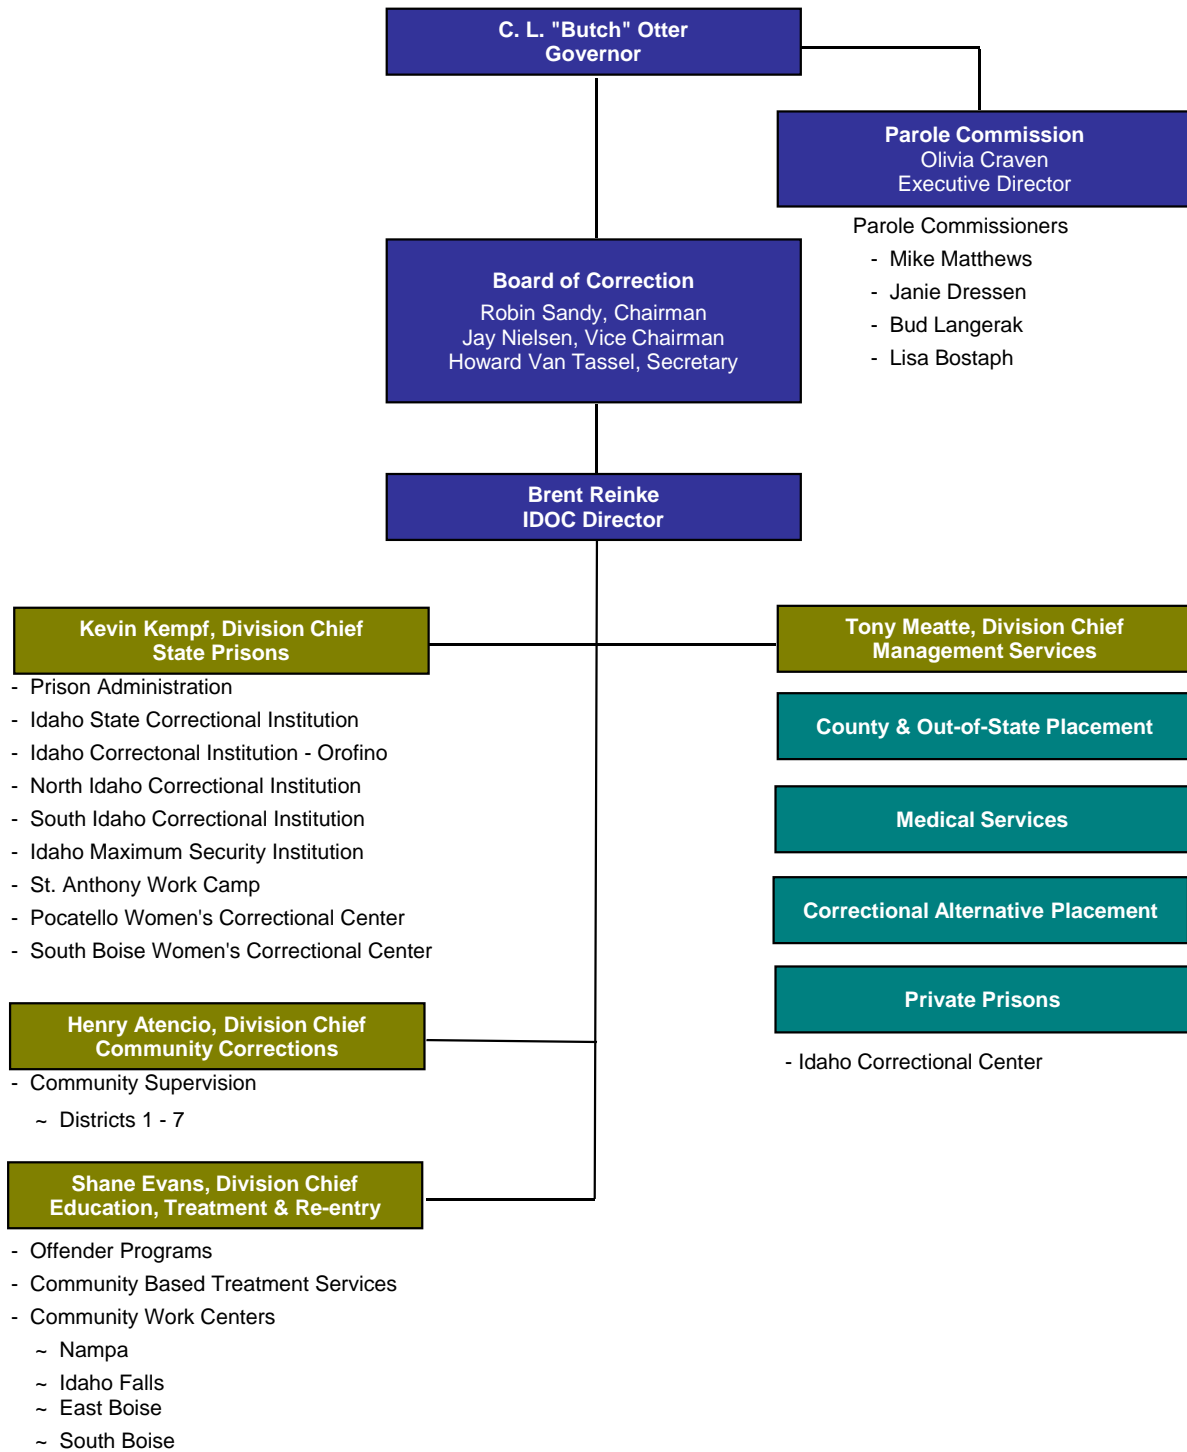 C. L. "Butch" Otter
Governor
Parole Commission
Olivia Craven
Executive Director
Parole Commissioners
- Mike Matthews
- Janie Dressen
- Bud Langerak
- Lisa Bostaph
Board of Correction
Robin Sandy, Chairman
Jay Nielsen, Vice Chairman
Howard Van Tassel, Secretary
Brent Reinke
IDOC Director
Kevin Kempf, Division Chief
State Prisons
- Prison Administration
- Idaho State Correctional Institution
- Idaho Correctonal Institution - Orofino
- North Idaho Correctional Institution
- South Idaho Correctional Institution
- Idaho Maximum Security Institution
- St. Anthony Work Camp
- Pocatello Women's Correctional Center
- South Boise Women's Correctional Center
Henry Atencio, Division Chief
Community Corrections
- Community Supervision
~ Districts 1 - 7
Shane Evans, Division Chief
Education, Treatment & Re-entry
- Offender Programs
- Community Based Treatment Services
- Community Work Centers
~ Nampa
~ Idaho Falls
~ East Boise
~ South Boise
Tony Meatte, Division Chief
Management Services
County & Out-of-State Placement
Medical Services
Correctional Alternative Placement
Private Prisons
- Idaho Correctional Center